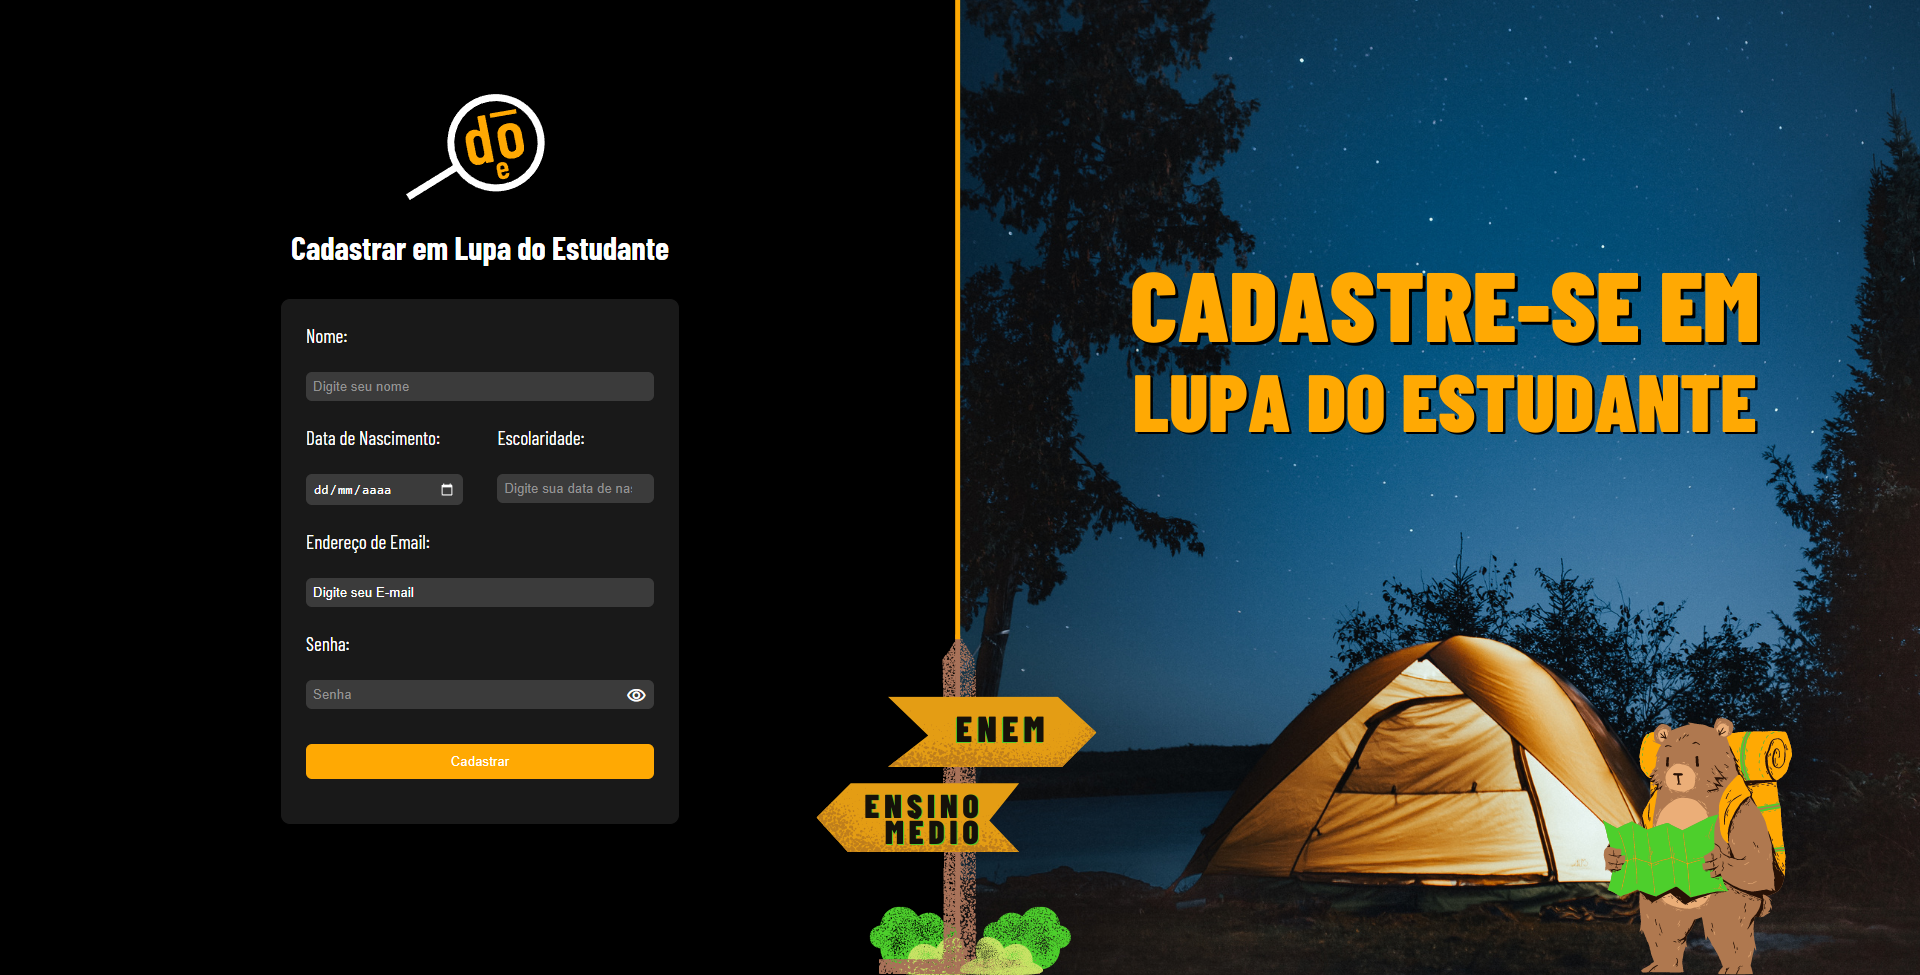 dō
e
Cadastrar em Lupa do Estudante
Nome:
Digite seu nome
Data de Nascimento:
Escolaridade:
dd/mm/aaaa
Digite sua data de na
Endereço de Email:
Digite seu E-mail
Senha:
Senha
Cadastrar
CADASTRE-SE EM
LUPA DO ESTUDANTE
ENEM
ENSINO
MEDIO